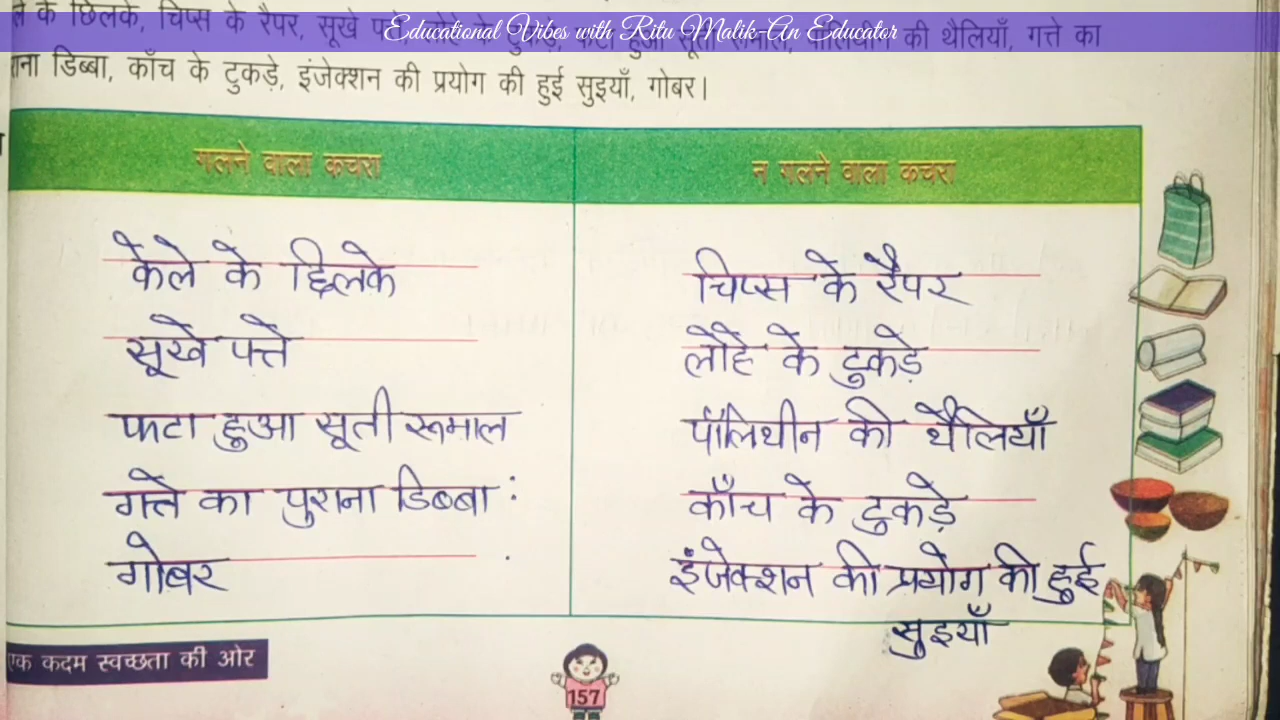 Educational Vibes with Ritu Malik-An Educator
के छिलके, चिप्स के रैपर, सूखे की थैलियाँ, गत्ते का
डिब्बा, काँच के टुकड़े, इंजेक्शन की प्रयोग की हुई सुइयाँ, गोबर।
गलने वाला कचरा
न गलने वाला कचरा
केले के छिलके
सूखे पत्ते
फटा हुआ सूती रूमाल
गत्ते का पुराना डिब्बा
गोबर
चिप्स के रैपर
लोहे के टुकड़े
पॉलिथीन की थैलियाँ
काँच के टुकड़े
इंजेक्शन की प्रयोग की हुई
सुइयाँ
एक कदम स्वच्छता की ओर
157